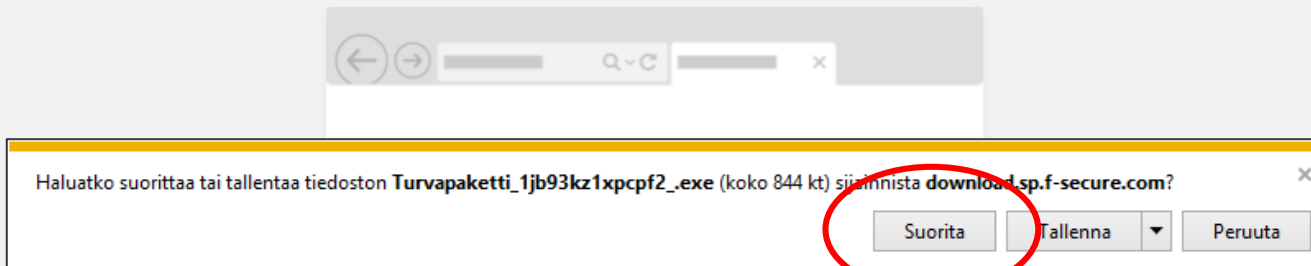 Haluatko suorittaa tai tallentaa tiedoston Turvapaketti_1jb93kz1xpcpf2_.exe (koko 844 kt) sijainnista download.sp.f-secure.com?
Suorita Tallenna Peruuta